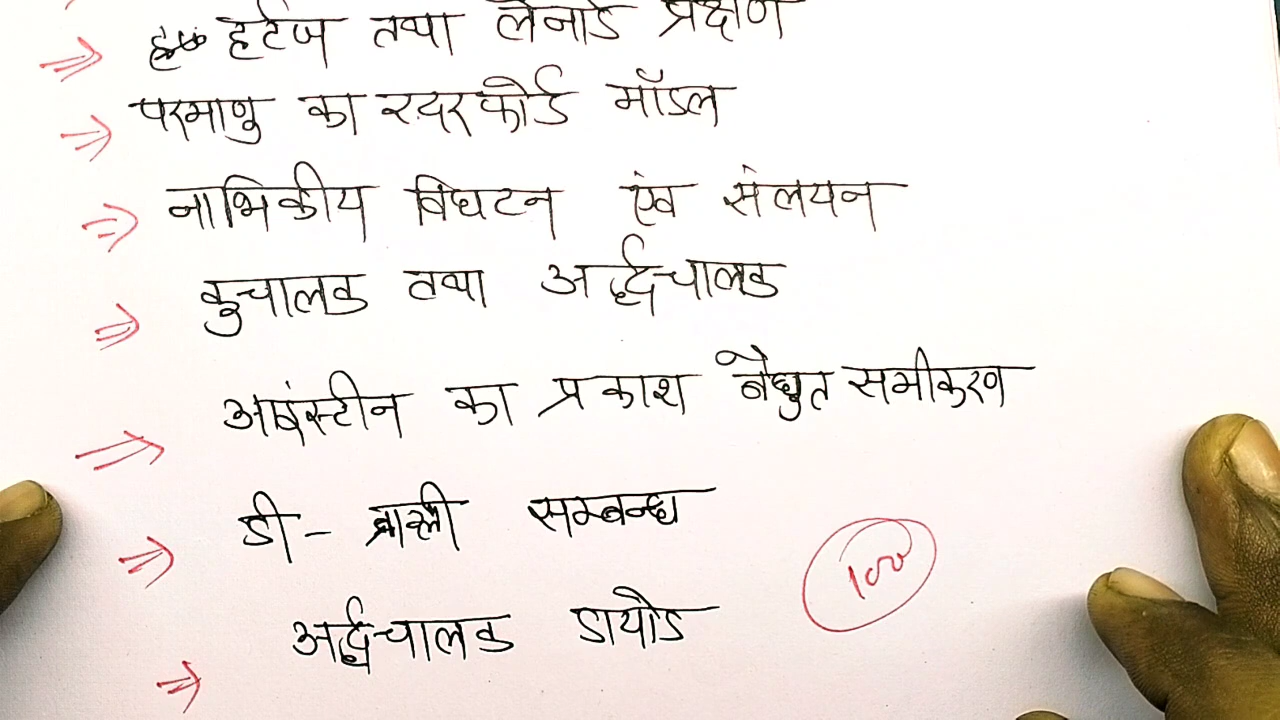 हर्टज तथा लेनार्ड प्रेक्षण
परमाणु का रदरफोर्ड मॉडल
नाभिकीय विघटन एंव संलयन
कुचालक तथा अर्द्धचालक
आइंस्टीन का प्रकाश वैधुत समीकरण
डी - ब्राग्ली सम्बन्ध
100
अर्द्धचालक डायोड